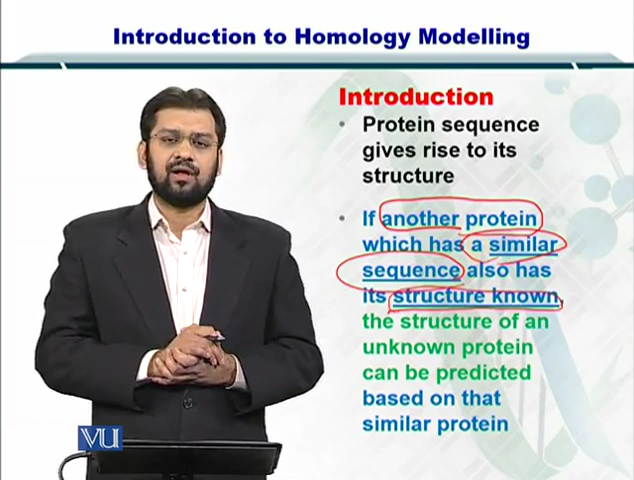 Introduction to Homology Modelling
Introduction
• Protein sequence
gives rise to its
structure
• If another protein
which has a similar
sequence also has
its structure known,
the structure of an
unknown protein
can be predicted
based on that
similar protein
VU